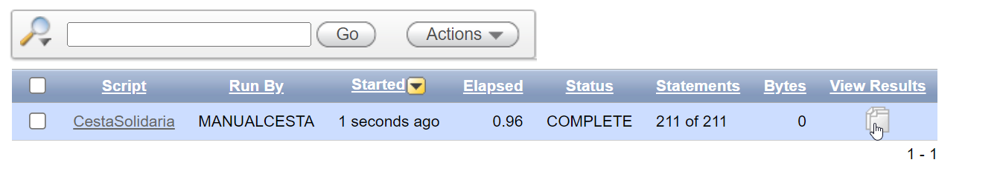 Go Actions
Script Run By Started Elapsed Status Statements Bytes View Results
CestaSolidaria MANUALCESTA 1 seconds ago 0.96 COMPLETE 211 of 211 0
1 - 1